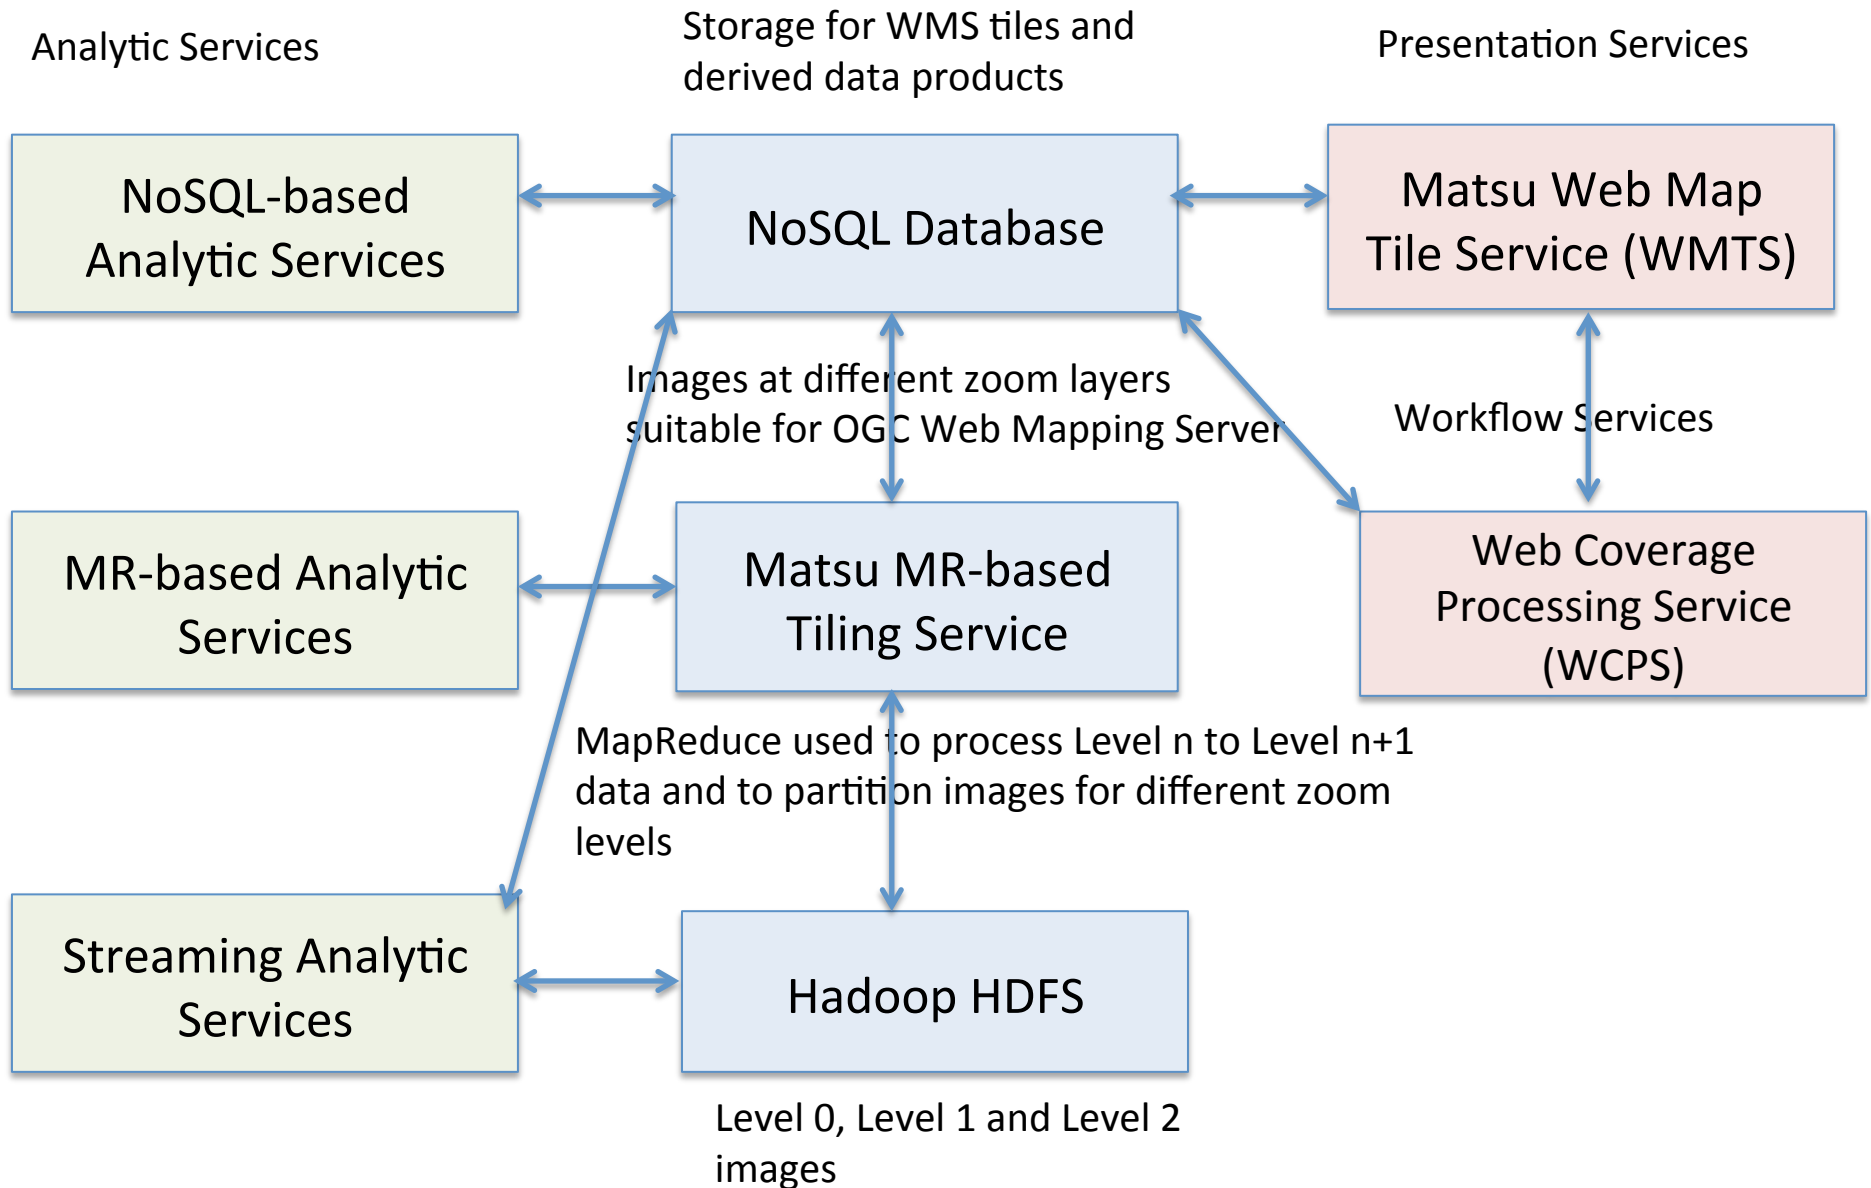 Analytic Services
Storage for WMS tiles and
derived data products
Presentation Services
NoSQL-based
Analytic Services
NoSQL Database
Matsu Web Map
Tile Service (WMTS)
Images at different zoom layers
suitable for OGC Web Mapping Server
Workflow Services
MR-based Analytic
Services
Matsu MR-based
Tiling Service
Web Coverage
Processing Service
(WCPS)
MapReduce used to process Level n to Level n+1
data and to partition images for different zoom
levels
Streaming Analytic
Services
Hadoop HDFS
Level 0, Level 1 and Level 2
images